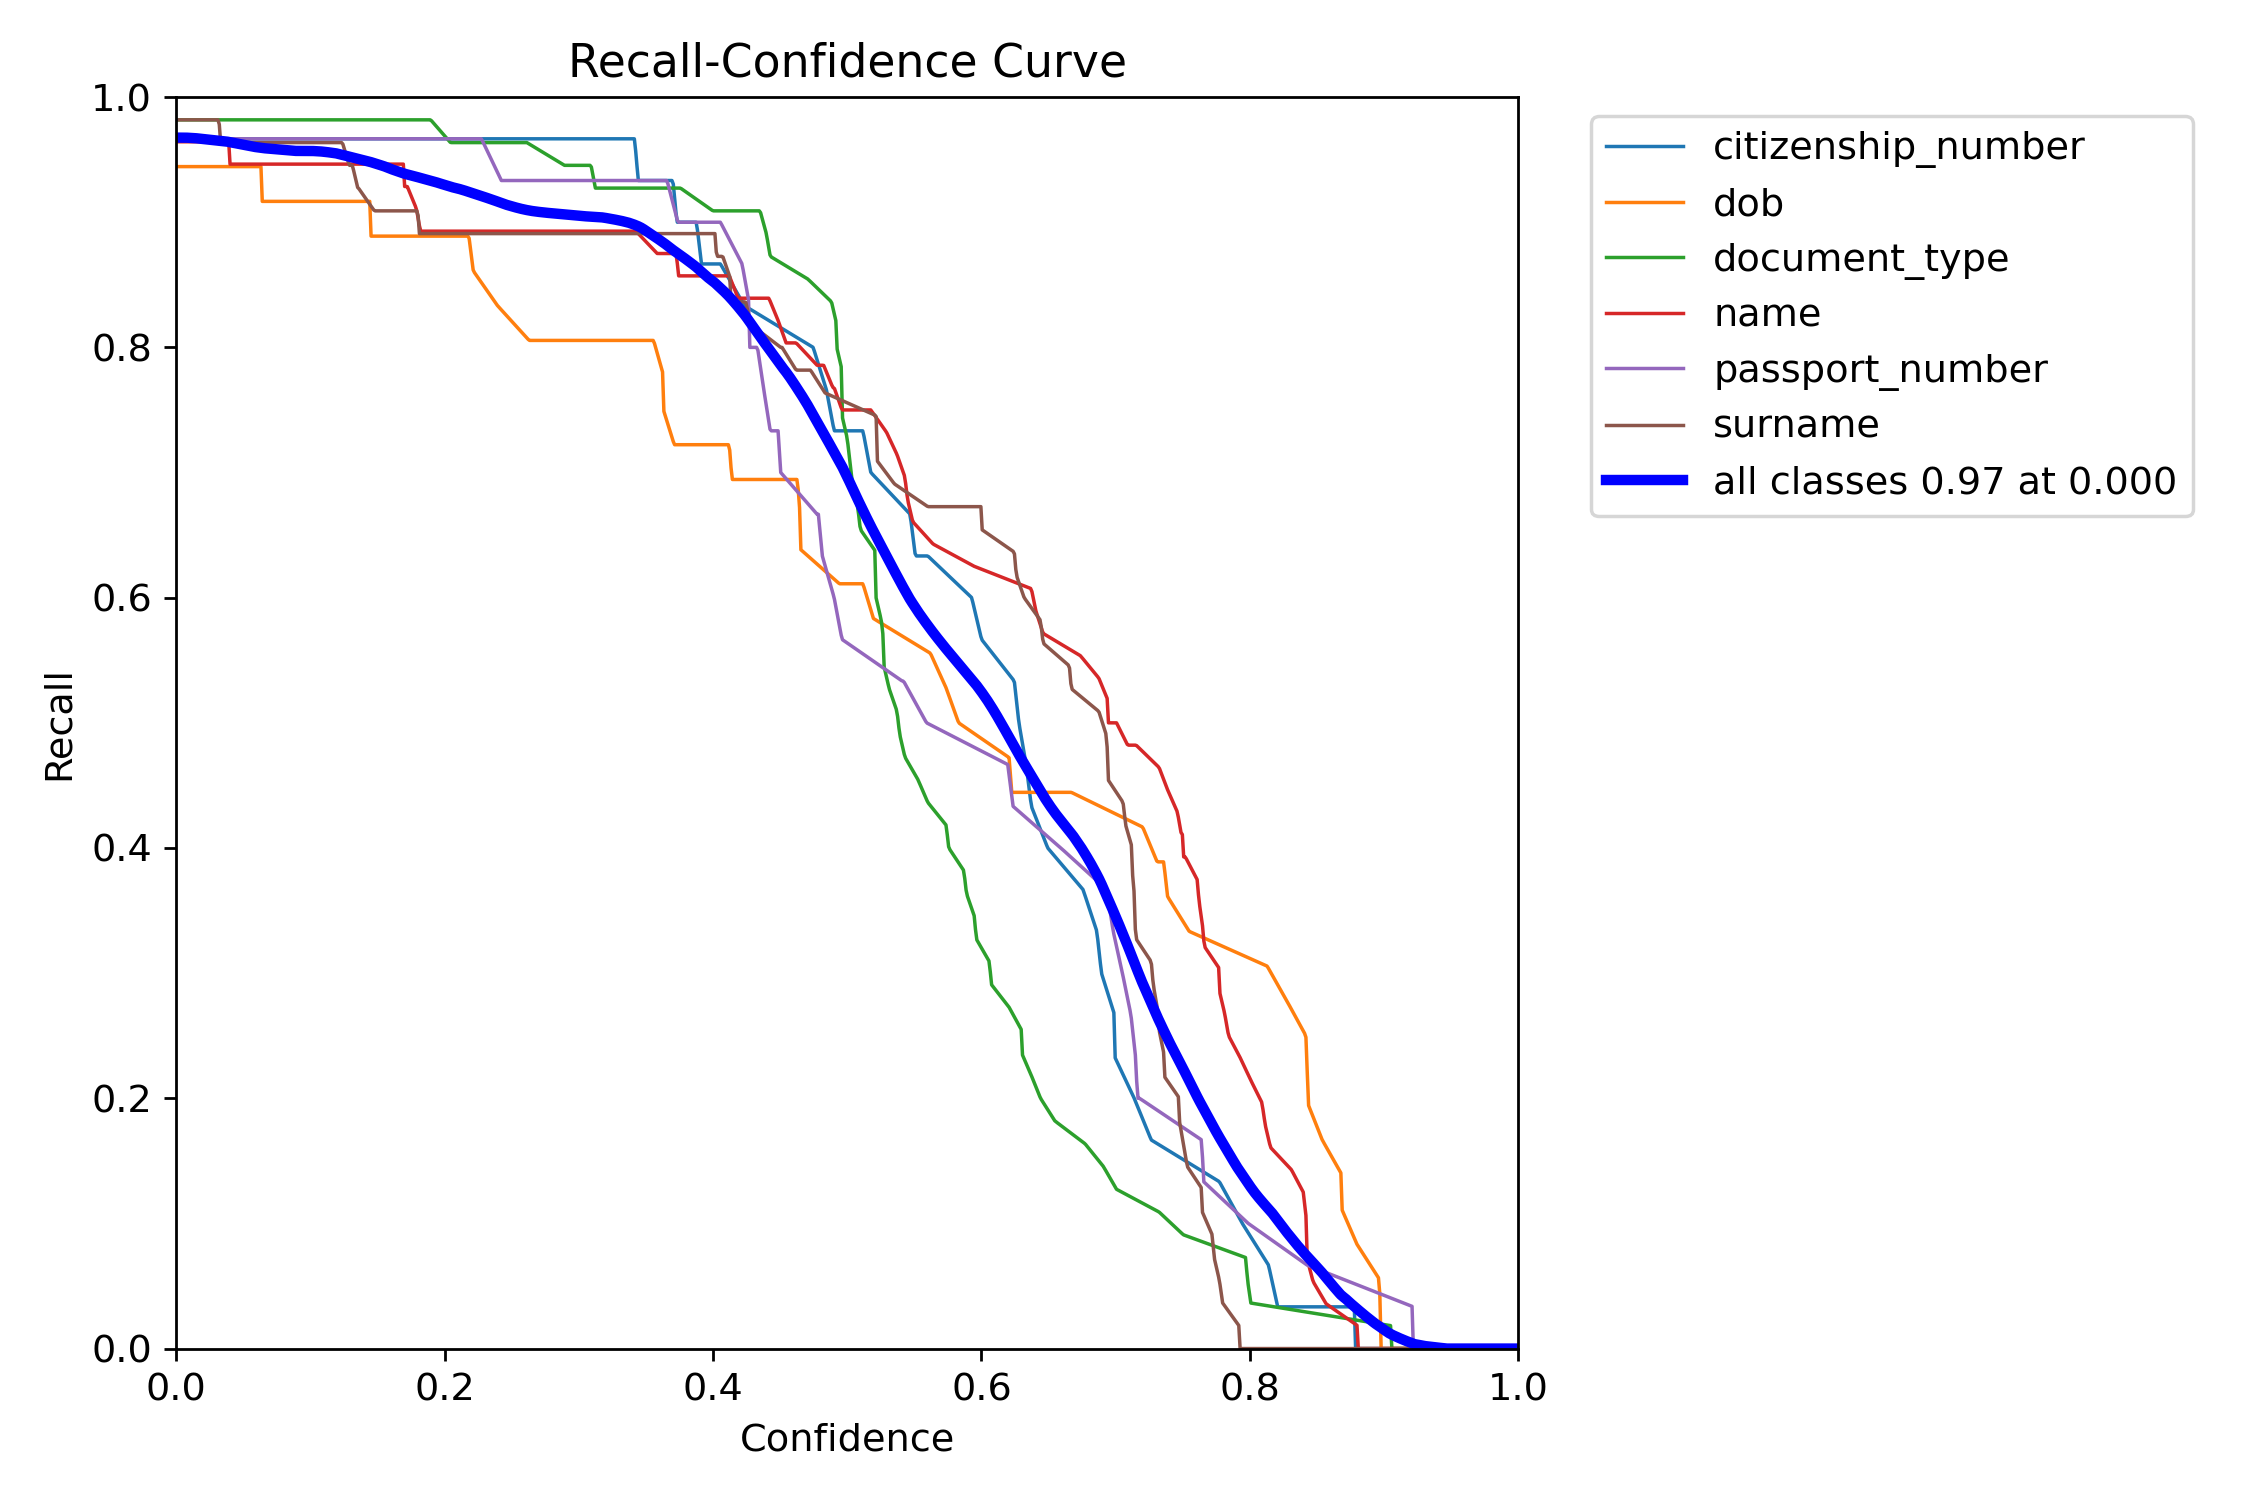 Recall-Confidence Curve
1.0
0.8
0.6
0.4
0.2
0.0
Recall
0.0 0.2 0.4 0.6 0.8 1.0
Confidence
citizenship_number
dob
document_type
name
passport_number
surname
all classes 0.97 at 0.000